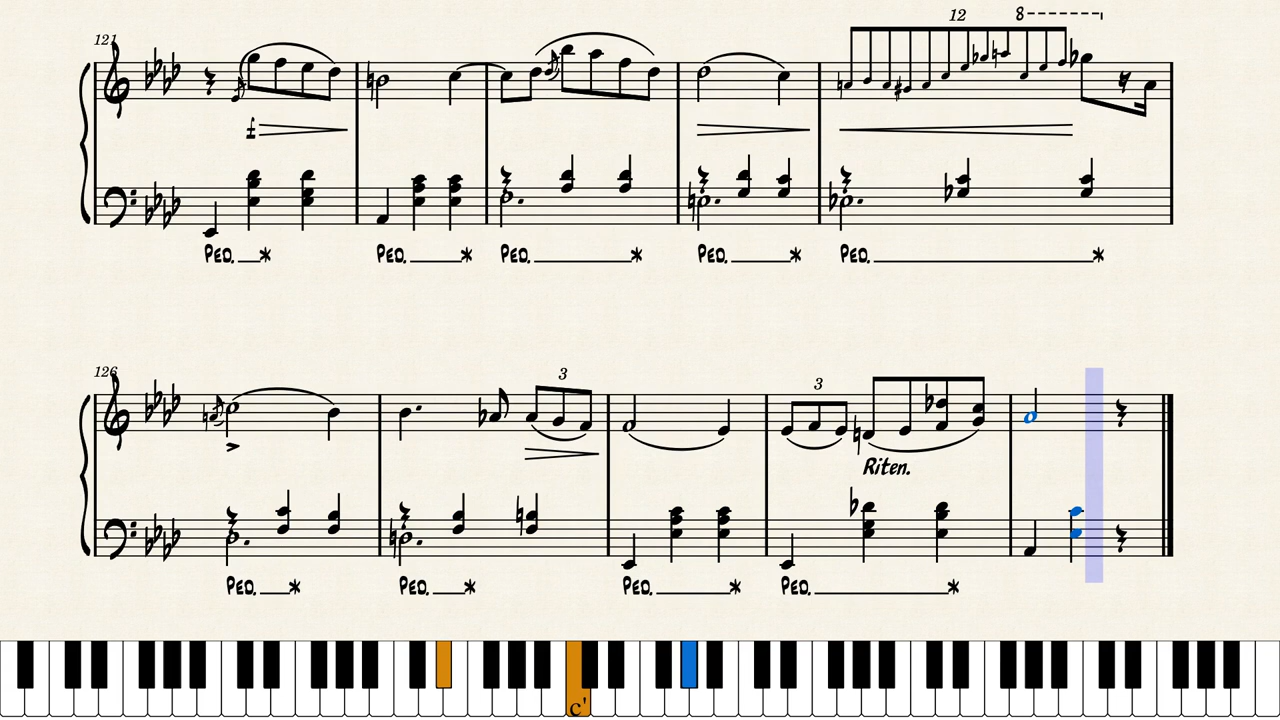 12 8
121
f
Ped. * Ped. * Ped. * Ped. * Ped. *
126
3 3
Riten.
Ped. * Ped. * Ped. * Ped. *
c'